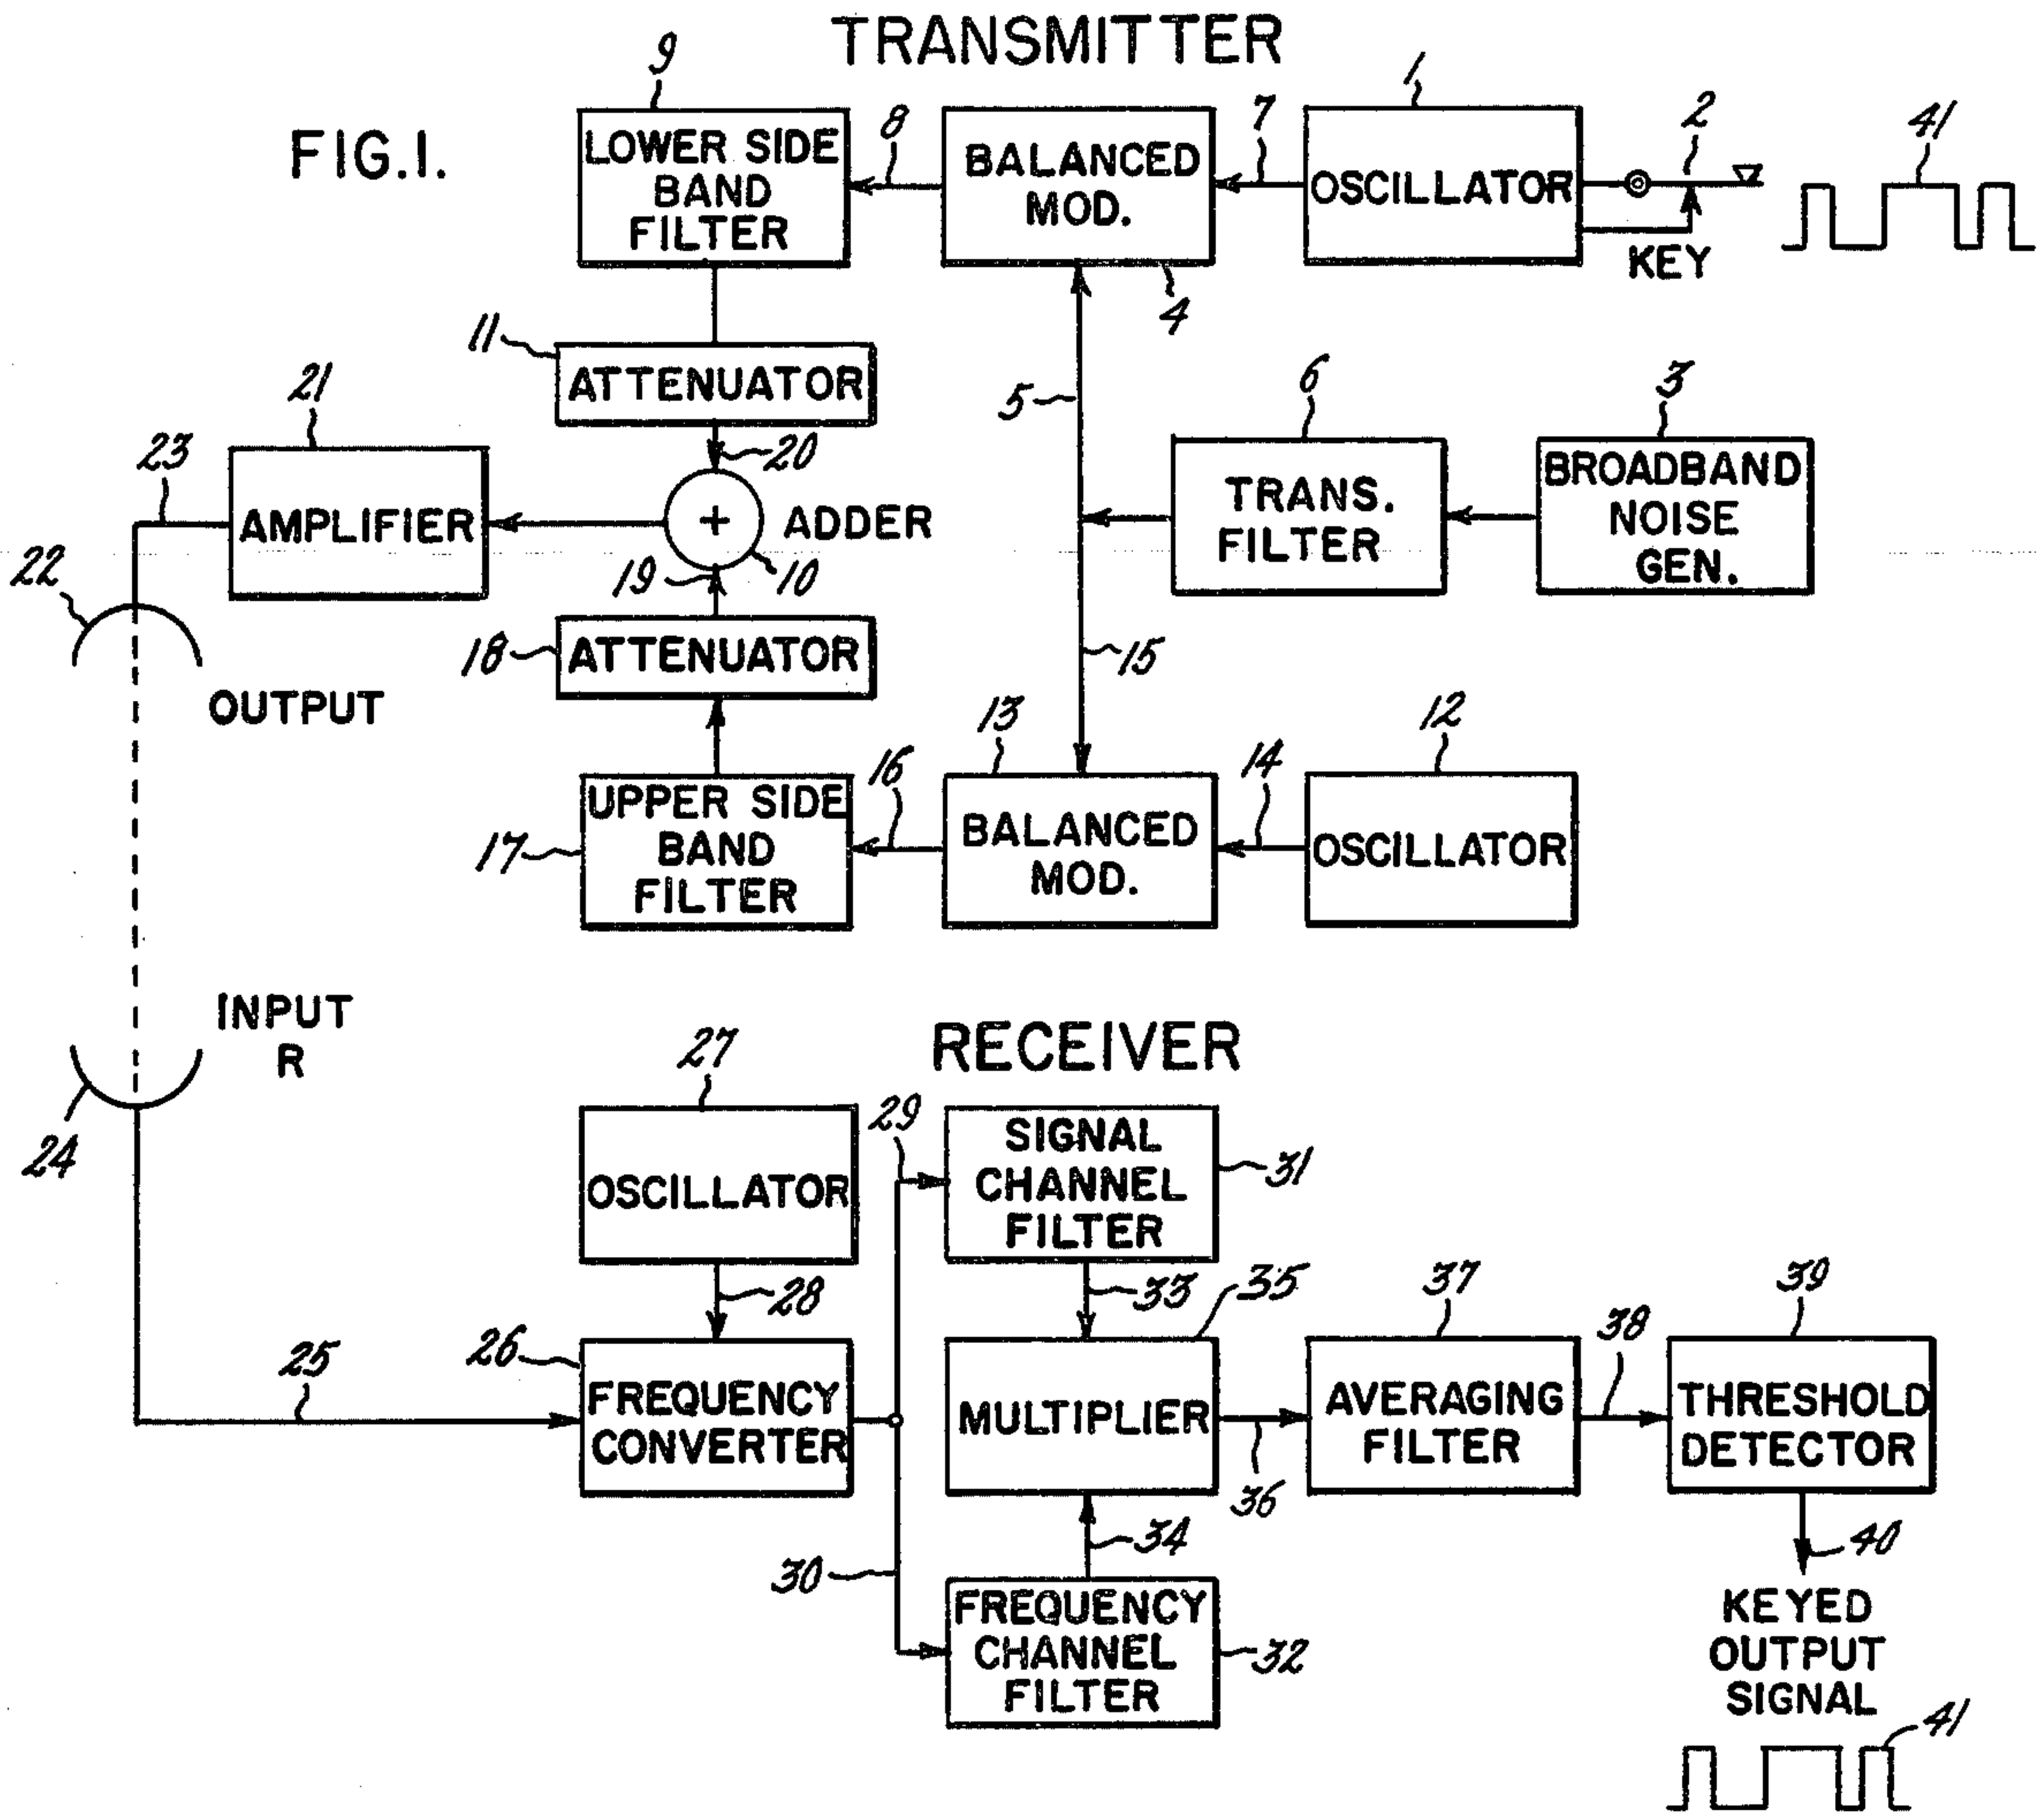 TRANSMITTER
FIG.1.
9
8
7
1
2
41
LOWER SIDE
BAND
FILTER
BALANCED
MOD.
OSCILLATOR
KEY
4
11
ATTENUATOR
5
6
3
21
23
20
AMPLIFIER
+
ADDER
TRANS.
FILTER
BROADBAND
NOISE
GEN.
22
19
10
18
ATTENUATOR
15
OUTPUT
13
12
16
14
UPPER SIDE
BAND
FILTER
17
BALANCED
MOD.
OSCILLATOR
INPUT
R
RECEIVER
27
29
24
OSCILLATOR
SIGNAL
CHANNEL
FILTER
31
28
33
35
37
39
38
25
26
FREQUENCY
CONVERTER
MULTIPLIER
AVERAGING
FILTER
THRESHOLD
DETECTOR
36
34
40
30
FREQUENCY
CHANNEL
FILTER
32
KEYED
OUTPUT
SIGNAL
41